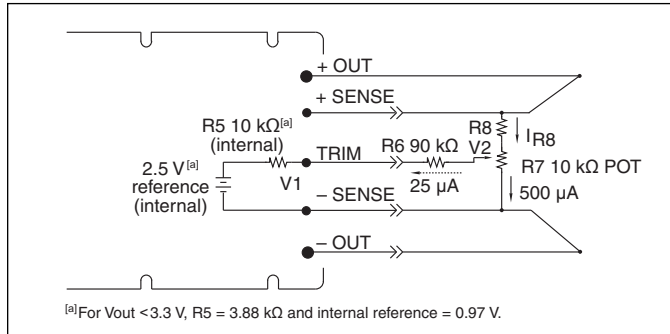 + OUT
+ SENSE
R5 10 kΩ[a]
(internal)
TRIM
R6 90 kΩ
R8
IR8
V2
R7 10 kΩ POT
2.5 V[a]
reference
(internal)
V1
25 µA
500 µA
– SENSE
– OUT
[a]For Vout <3.3 V, R5 = 3.88 kΩ and internal reference = 0.97 V.